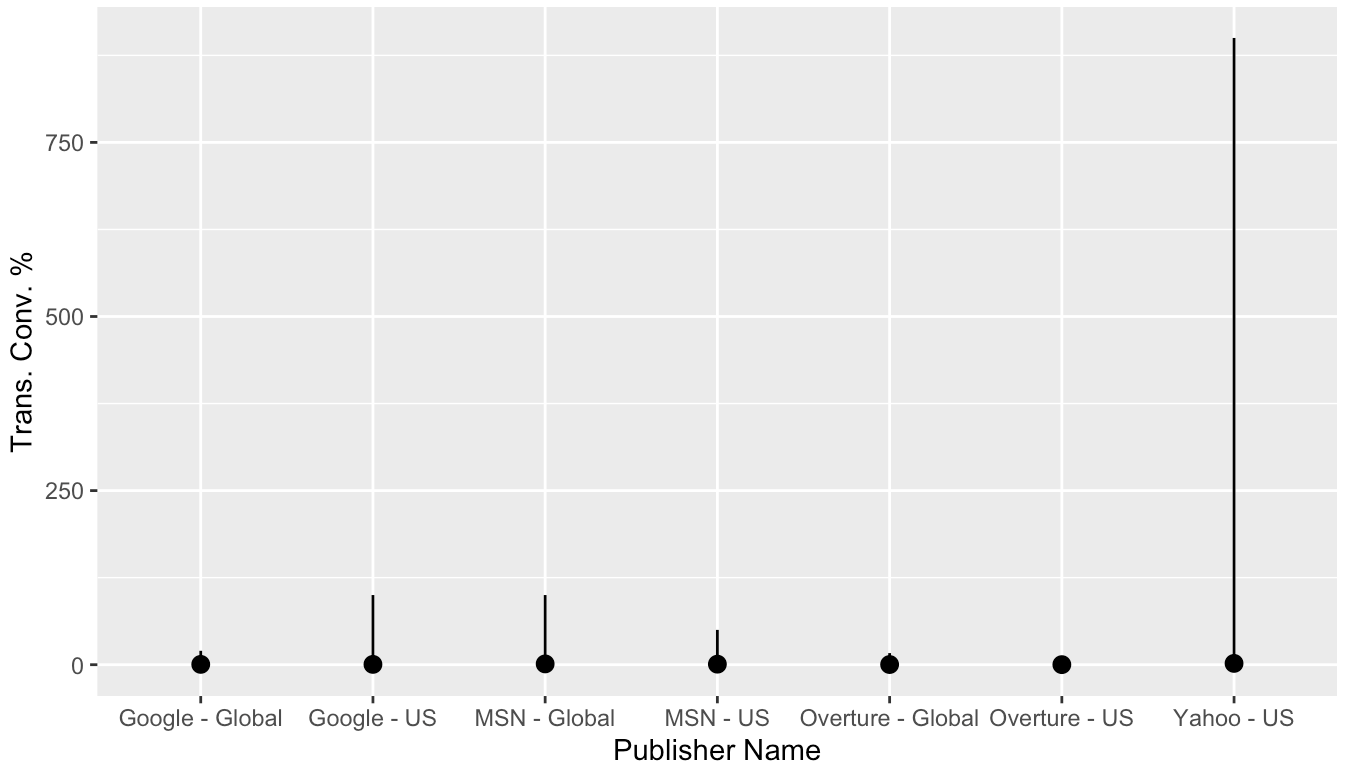 Trans. Conv. %
750
500
250
0
Google - Global Google - US MSN - Global MSN - US Overture - Global Overture - US Yahoo - US
Publisher Name